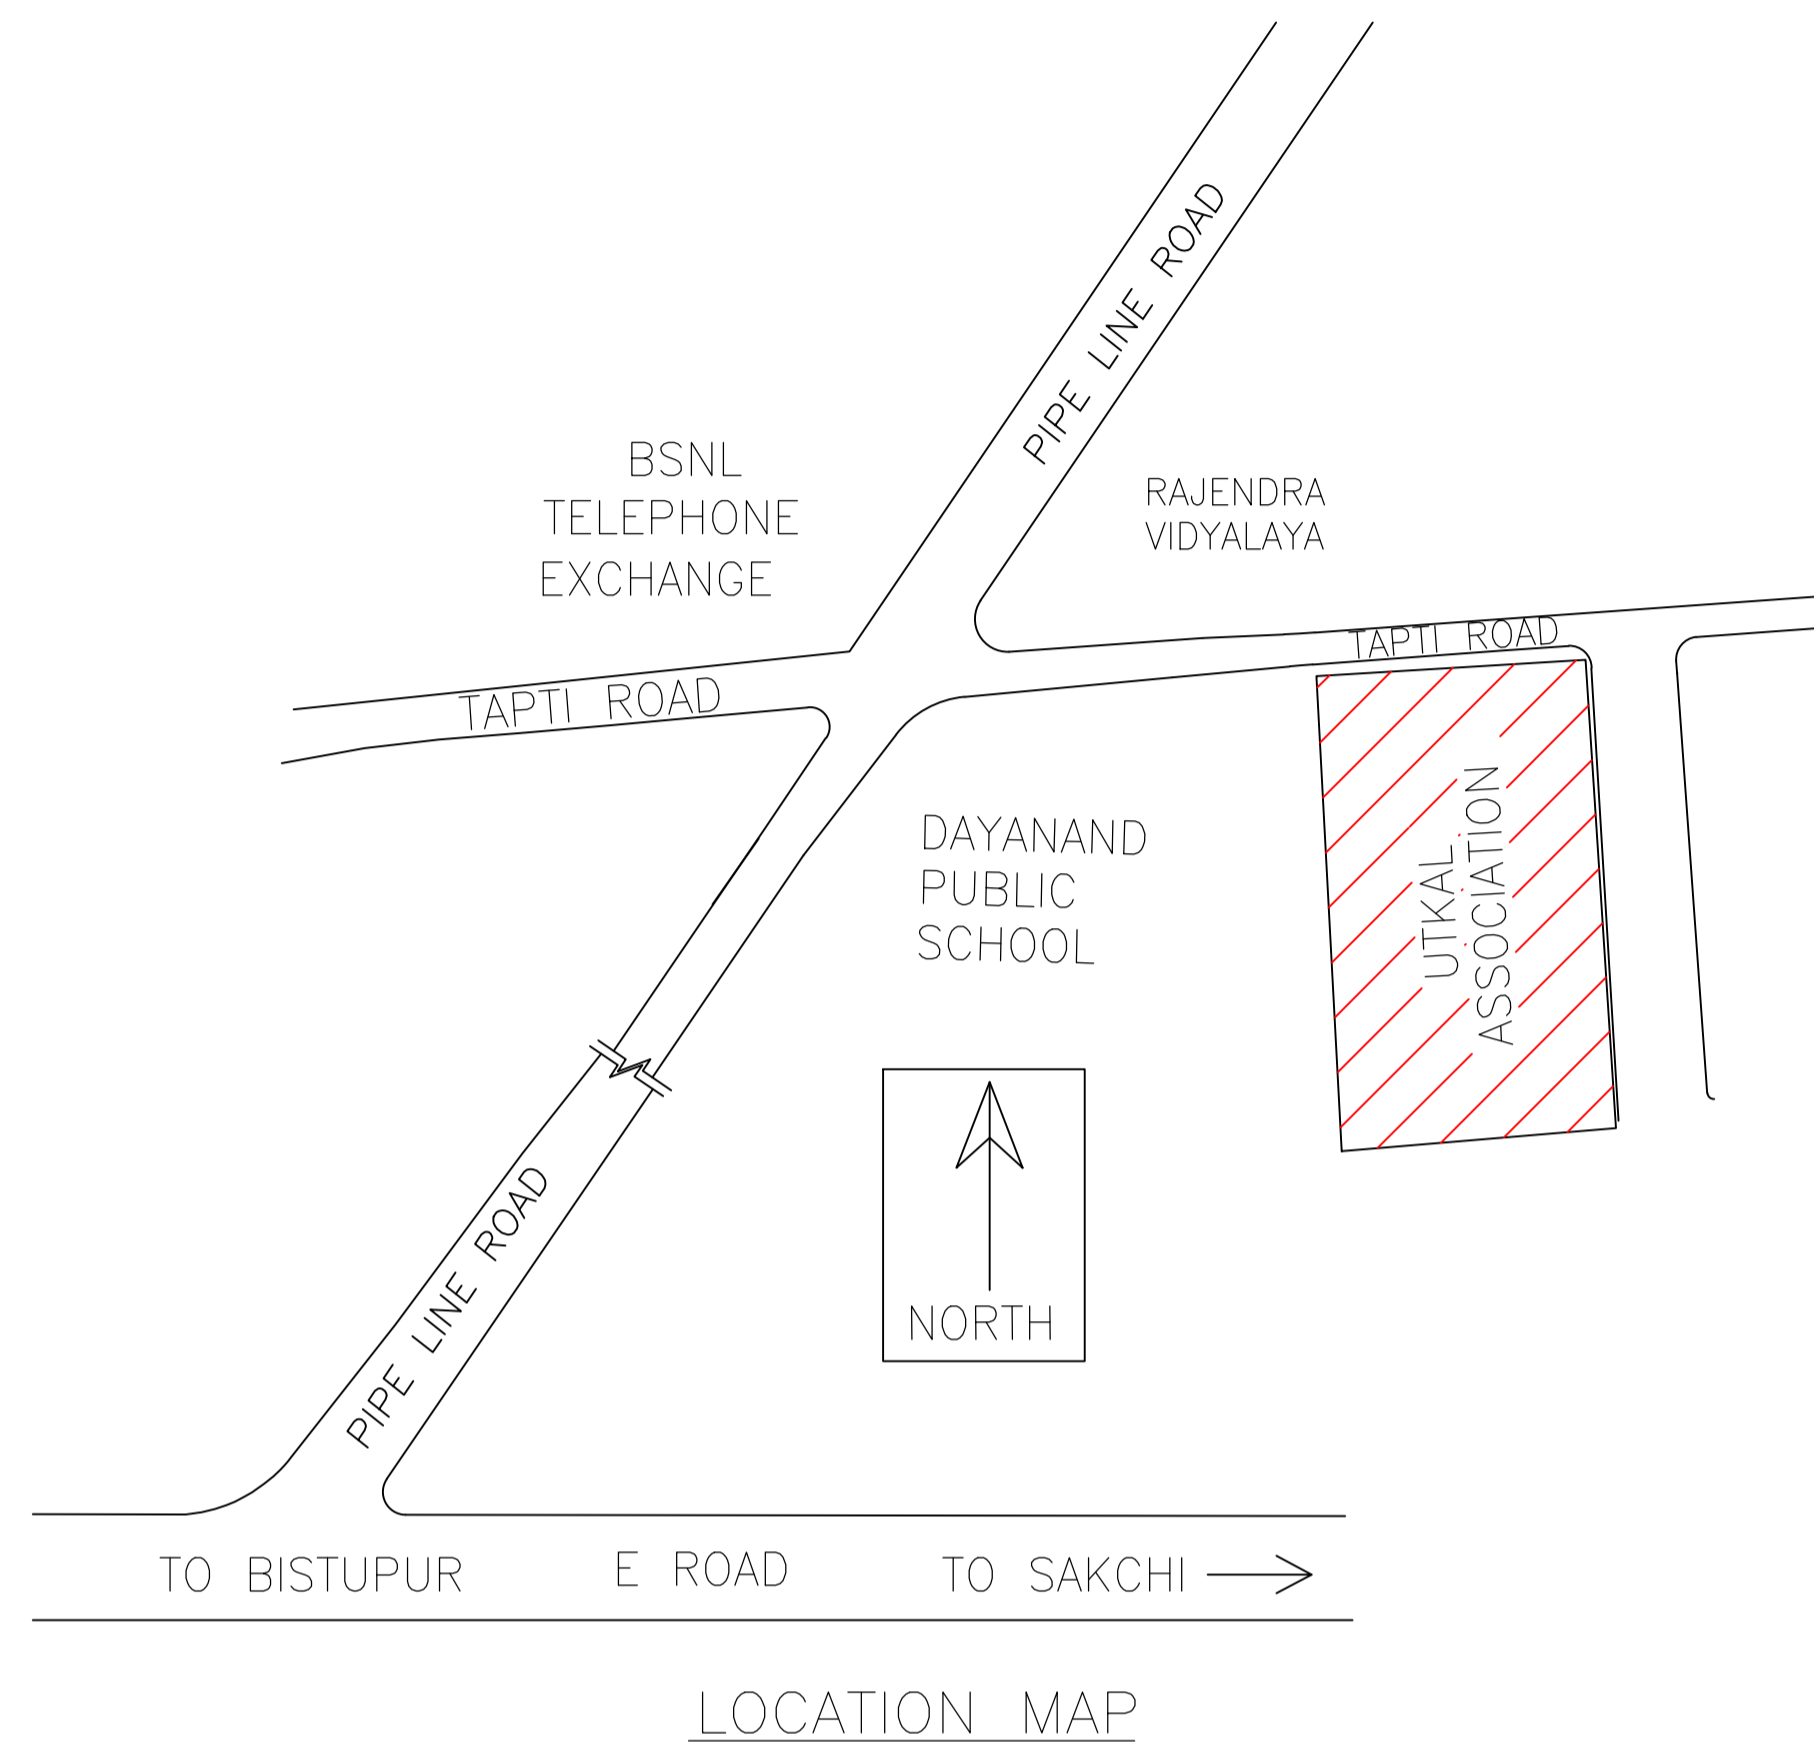 PIPE LINE ROAD
BSNL
TELEPHONE
EXCHANGE
RAJENDRA
VIDYALAYA
TAPTI ROAD
TAPTI ROAD
DAYANAND
PUBLIC
SCHOOL
UTKAL
ASSOCIATION
NORTH
PIPE LINE ROAD
TO BISTUPUR E ROAD TO SAKCHI
LOCATION MAP